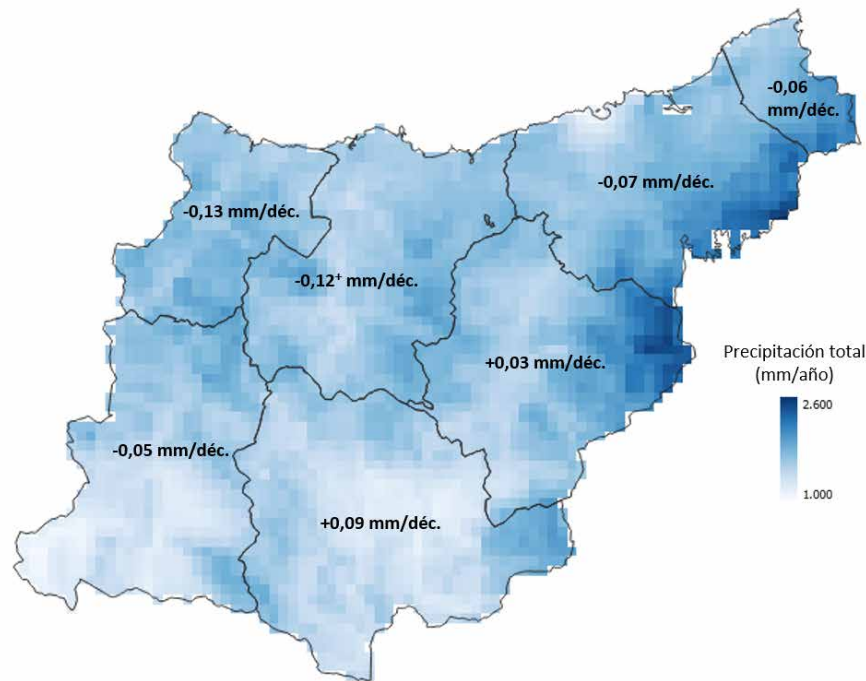 -0,06
mm/déc.
-0,07 mm/déc.
-0,13 mm/déc.
-0,12⁺ mm/déc.
+0,03 mm/déc.
-0,05 mm/déc.
+0,09 mm/déc.
Precipitación total
(mm/año)
2.600
1.000